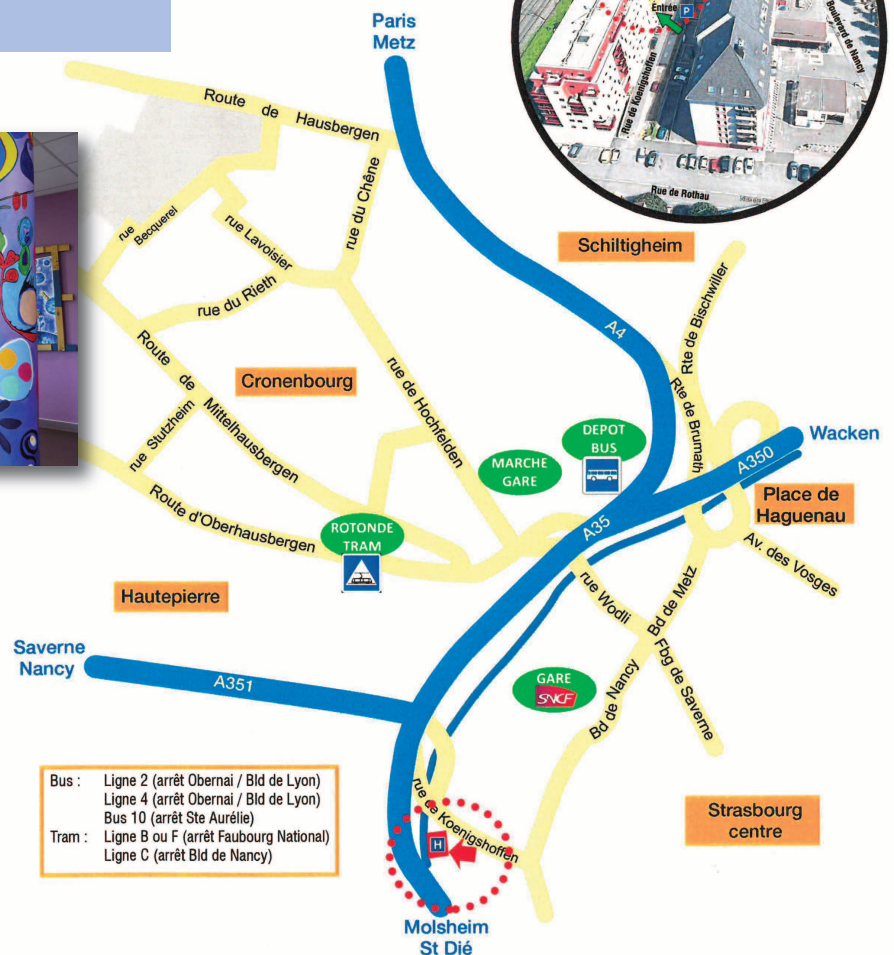 Paris
Metz
Entrée
P
Boulevard de Nancy
Rue de Koenigshoffen
Rue de Rothau
Route de Hausbergen
rue du Chêne
rue Becquerel
rue Lavoisier
rue du Rieth
Schiltigheim
Rte de Bischwiller
A4
Route de Mittelhausbergen
Cronenbourg
rue de Hochfelden
Rte de Brumath
rue Stutzheim
DEPOT
BUS
Wacken
MARCHE
GARE
A350
Place de
Haguenau
Route d'Oberhausbergen
ROTONDE
TRAM
A35
Av. des Vosges
rue Wodli
Bd de Metz
Hautepierre
Saverne
Nancy
A351
GARE
SNCF
Bd de Nancy
Fbg de Saverne
Bus : Ligne 2 (arrêt Obernai / Bld de Lyon)
Ligne 4 (arrêt Obernai / Bld de Lyon)
Bus 10 (arrêt Ste Aurélie)
Tram : Ligne B ou F (arrêt Faubourg National)
Ligne C (arrêt Bld de Nancy)
rue de Koenigshoffen
H
Strasbourg
centre
Molsheim
St Dié